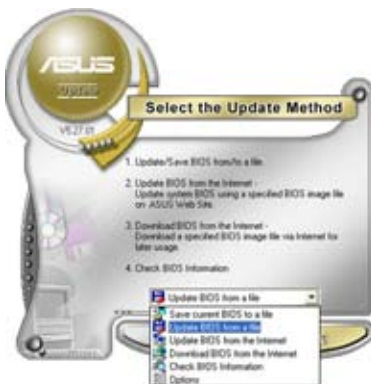 ASUS
Update
V6.27.01
Select the Update Method
1. Update/Save BIOS from/to a file.
2. Update BIOS from the Internet -
Update system BIOS using a specified BIOS image file
on ASUS Web Site.
3. Download BIOS from the Internet -
Download a specified BIOS image file via Internet for
later usage.
4. Check BIOS Information
Update BIOS from a file
Save current BIOS to a file
Update BIOS from a file
Update BIOS from the Internet
Download BIOS from the Internet
Check BIOS Information
Options